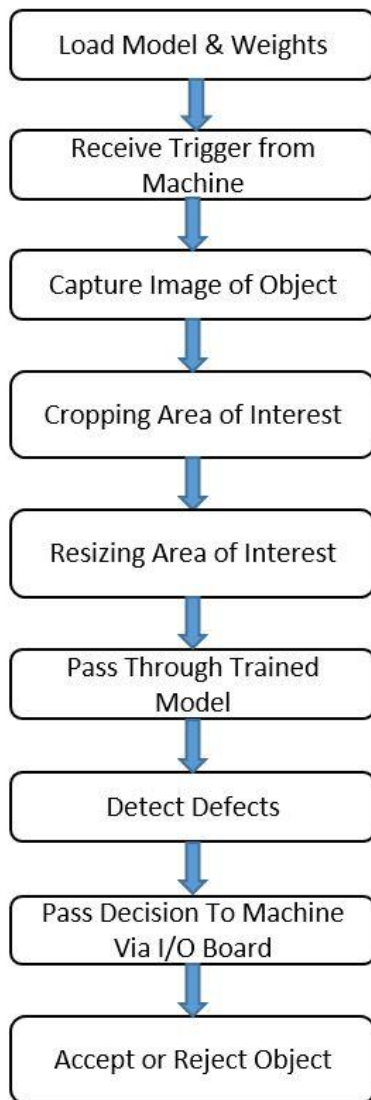 Load Model & Weights
Receive Trigger from
Machine
Capture Image of Object
Cropping Area of Interest
Resizing Area of Interest
Pass Through Trained
Model
Detect Defects
Pass Decision To Machine
Via I/O Board
Accept or Reject Object